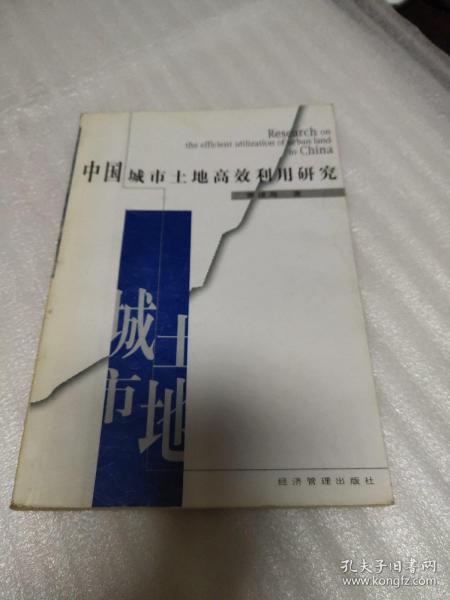 Research on
the efficient utilization of urban land
in China
中国城市土地高效利用研究
著
城市
土地
经济管理出版社
孔夫子旧书网
www.kongfz.com